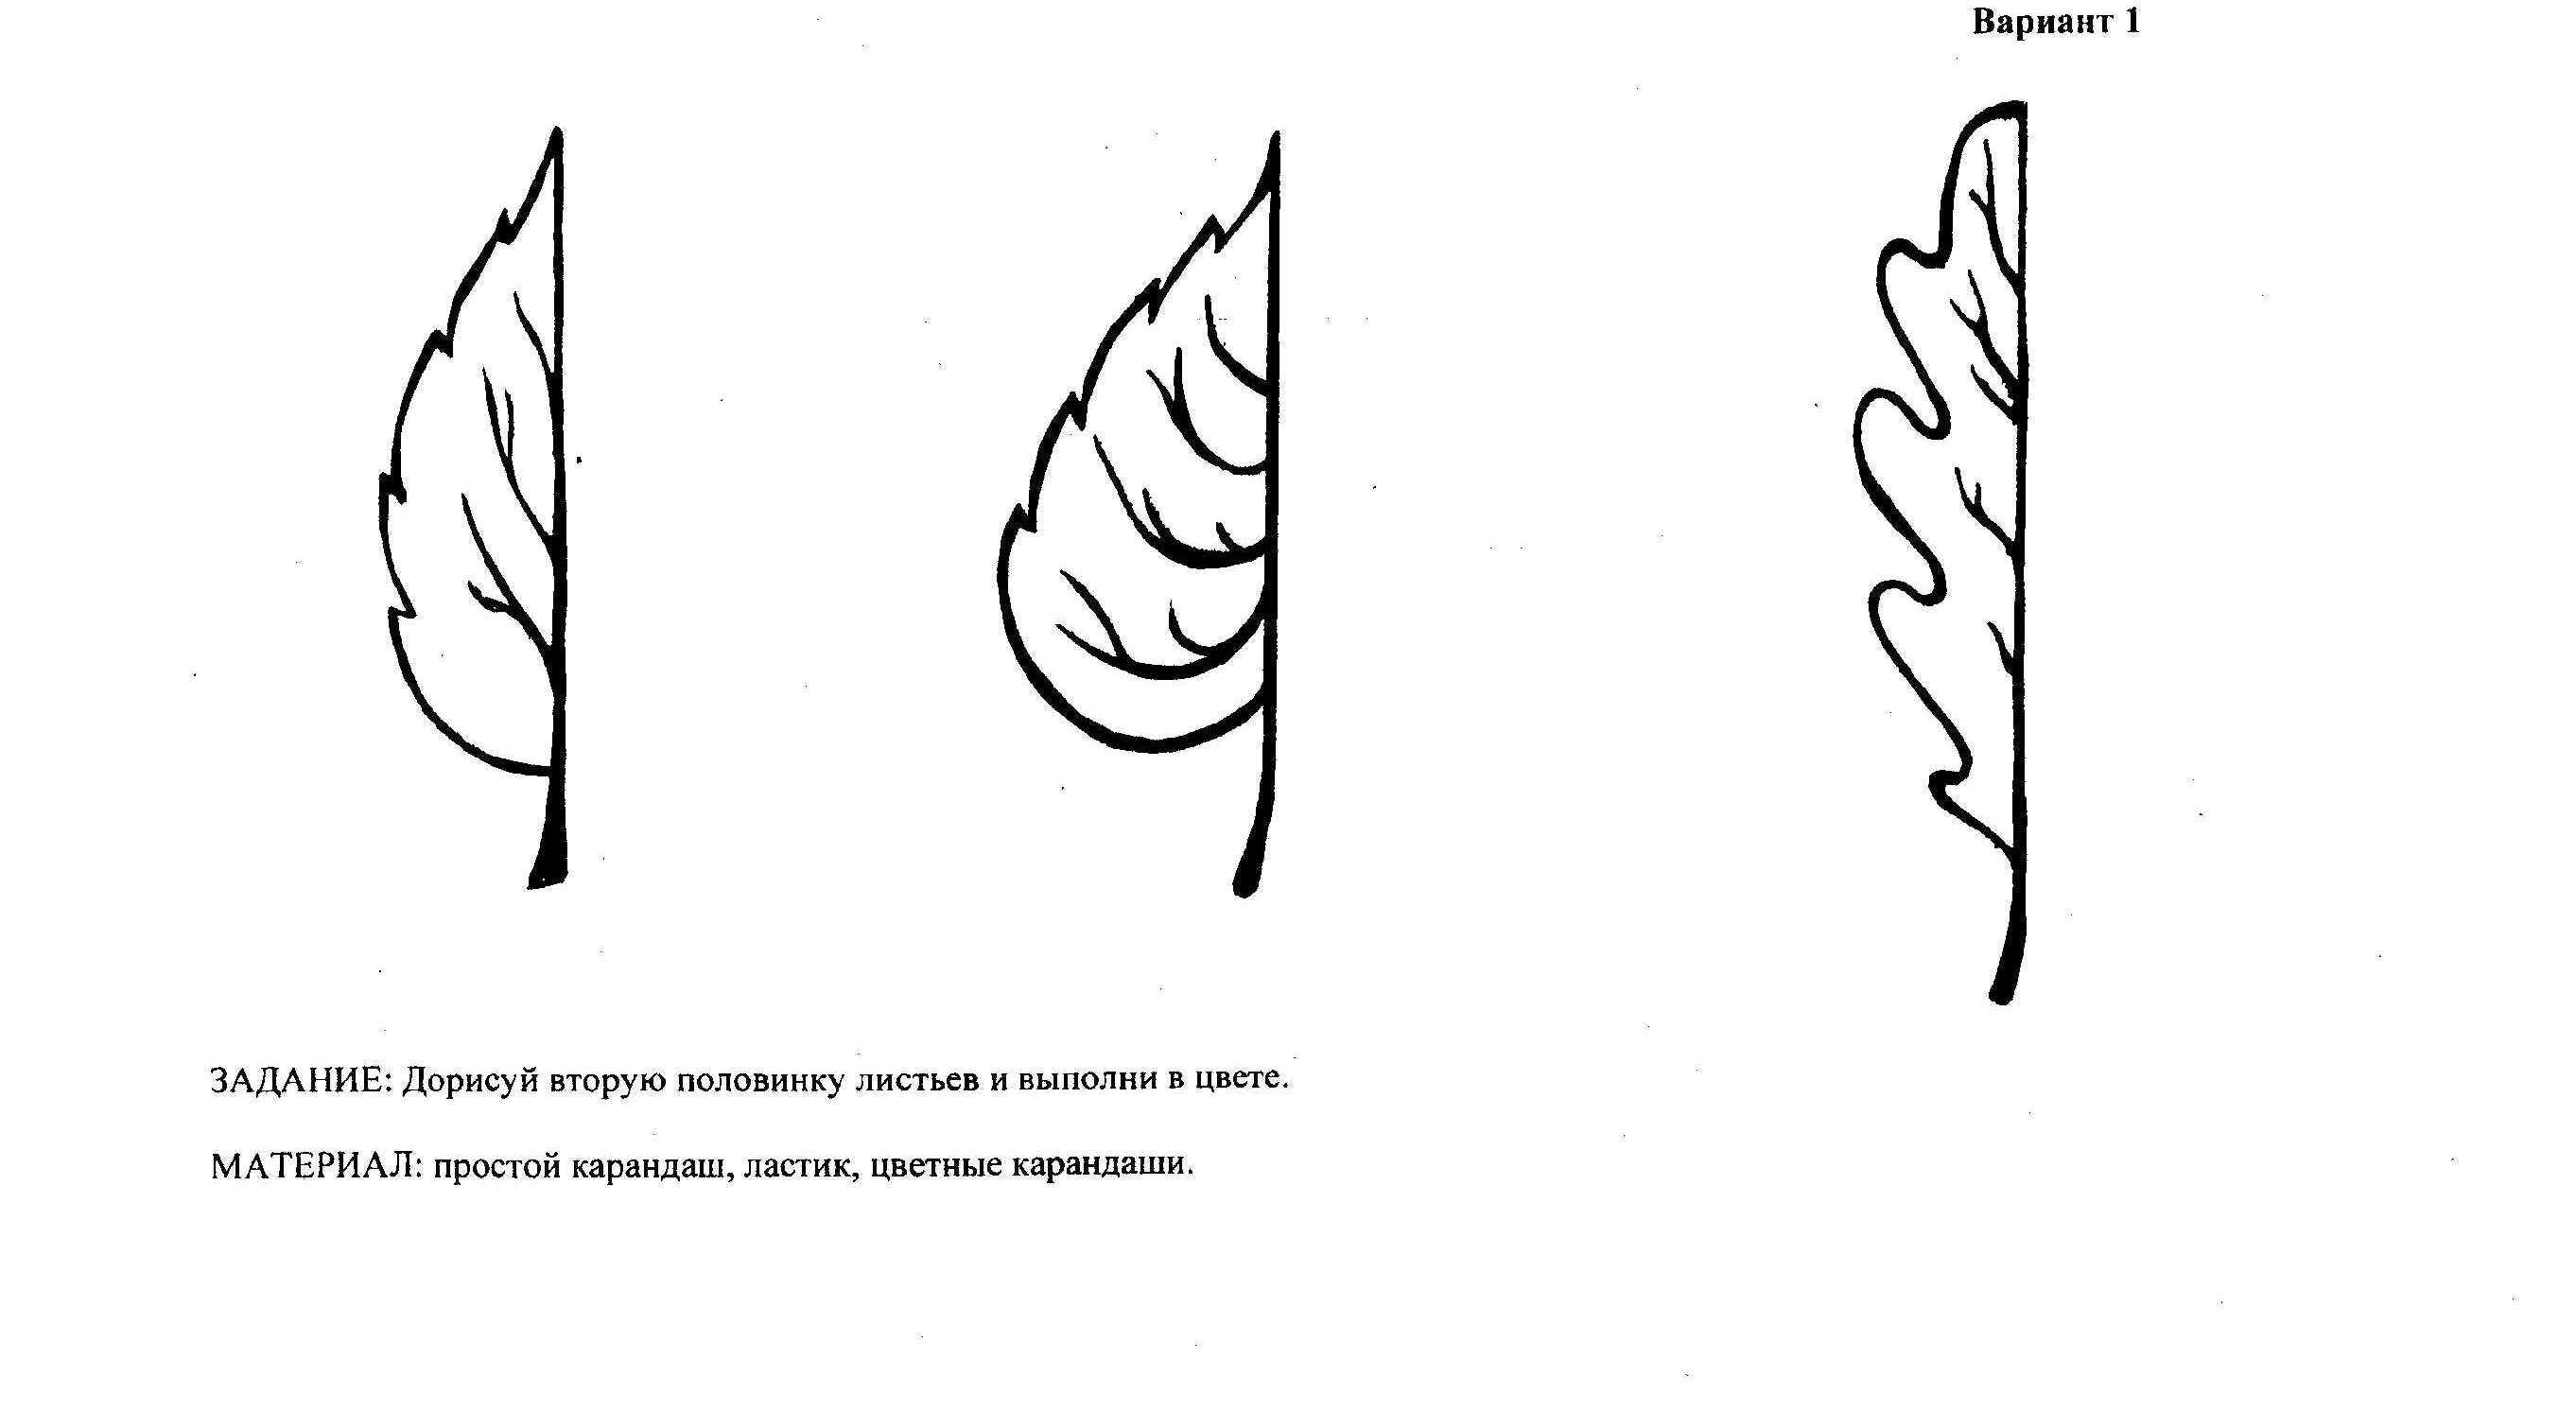 Вариант 1
ЗАДАНИЕ: Дорисуй вторую половинку листьев и выполни в цвете.
МАТЕРИАЛ: простой карандаш, ластик, цветные карандаши.